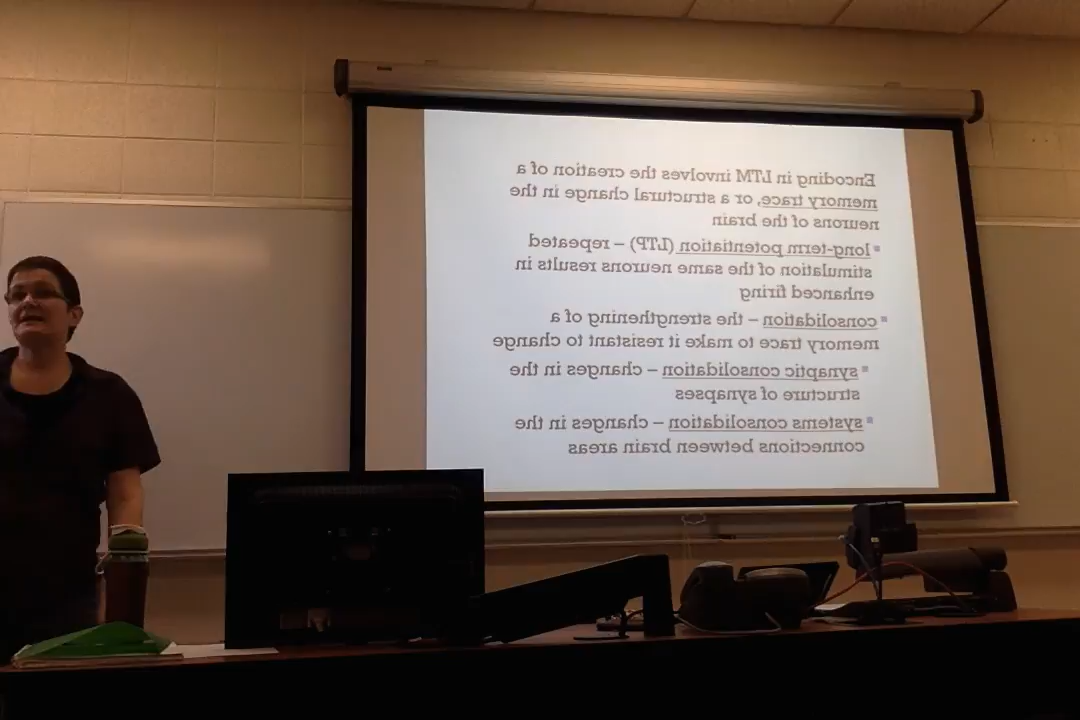 Encoding in LTM involves the creation of a
memory trace, or a structural change in the
neurons of the brain
▪ long-term potentiation (LTP) – repeated
stimulation of the same neurons results in
enhanced firing
▪ consolidation – the strengthening of a
memory trace to make it resistant to change
▪ synaptic consolidation – changes in the
structure of synapses
▪ systems consolidation – changes in the
connections between brain areas